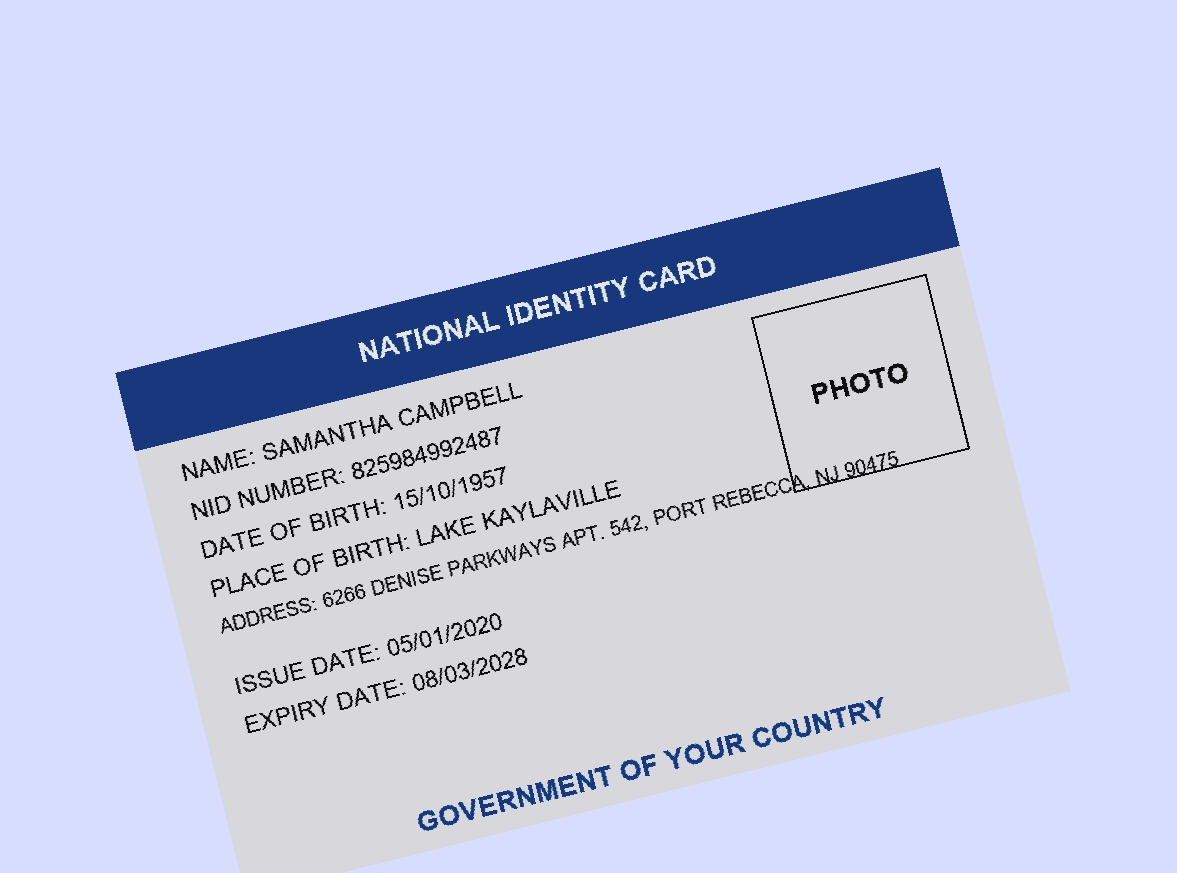 NATIONAL IDENTITY CARD
NAME: SAMANTHA CAMPBELL
NID NUMBER: 825984992487
DATE OF BIRTH: 15/10/1957
PLACE OF BIRTH: LAKE KAYLAVILLE
ADDRESS: 6266 DENISE PARKWAYS APT. 542, PORT REBECCA, NJ 90475
PHOTO
ISSUE DATE: 05/01/2020
EXPIRY DATE: 08/03/2028
GOVERNMENT OF YOUR COUNTRY